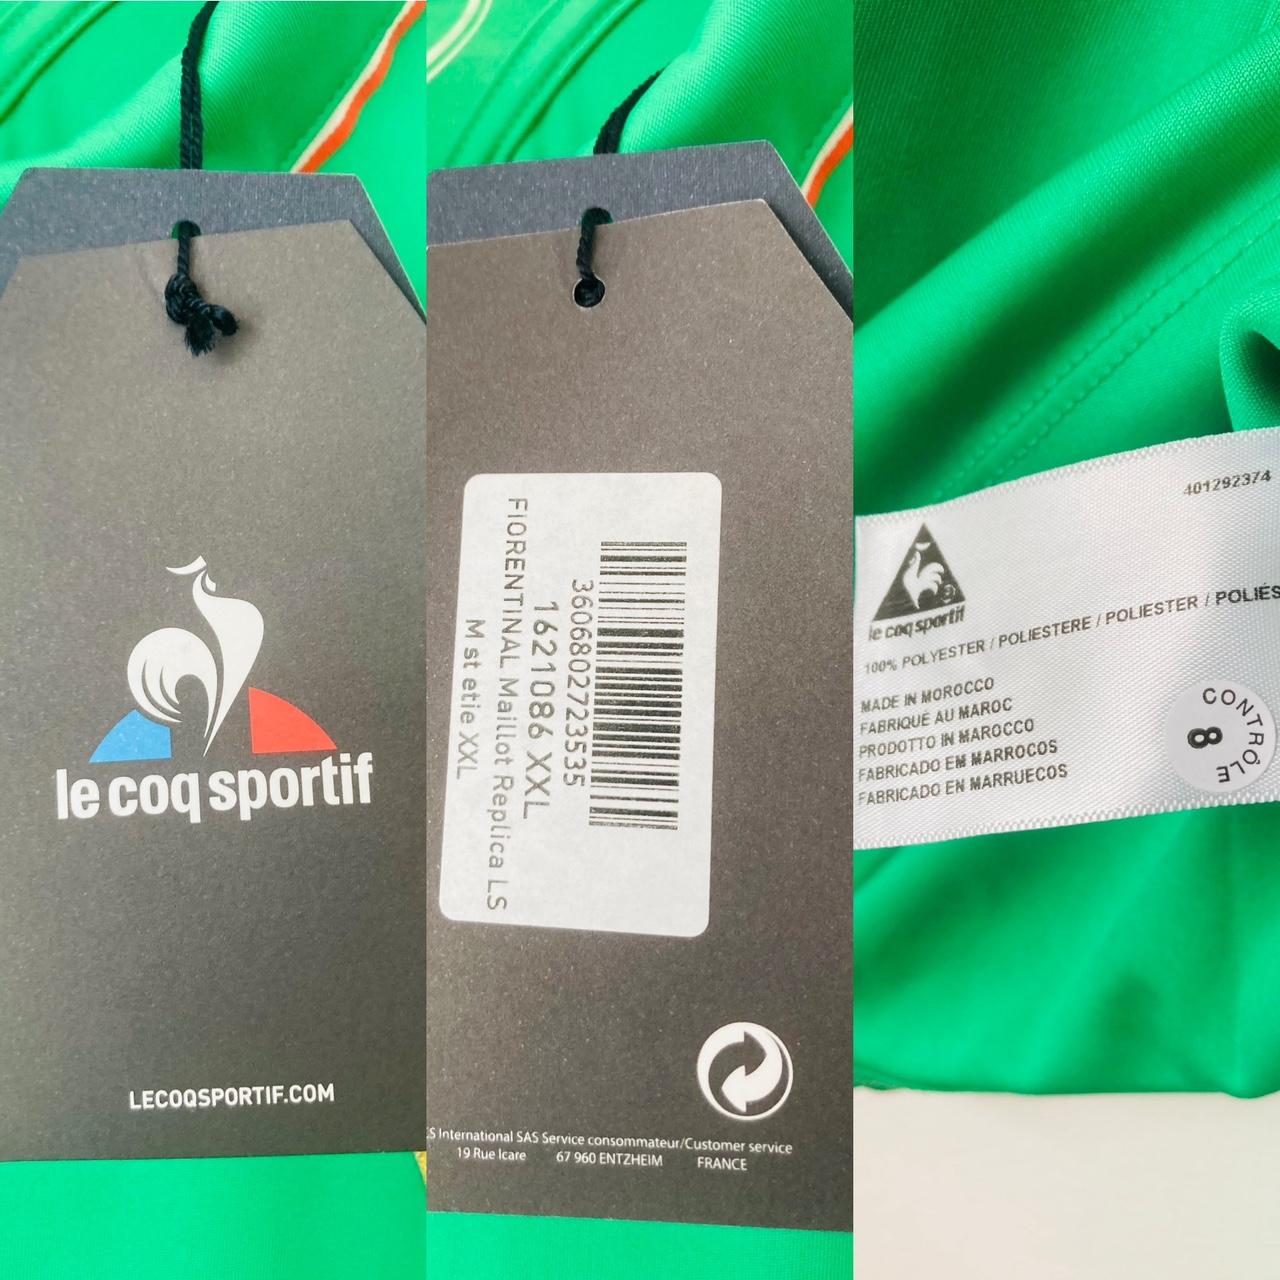 le coq sportif
LECOQSPORTIF.COM
3606802723535
1621086 XXL
FIORENTINAL Maillot Replica LS
M st etie XXL
CS International SAS Service consommateur/Customer service
19 Rue Icare 67 960 ENTZHEIM FRANCE
401292374
le coq sportif
100% POLYESTER / POLIESTERE / POLIESTER / POLIÉS
MADE IN MOROCCO
FABRIQUÉ AU MAROC
PRODOTTO IN MAROCCO
FABRICADO EM MARROCOS
FABRICADO EN MARRUECOS
CONTRÔLE
8